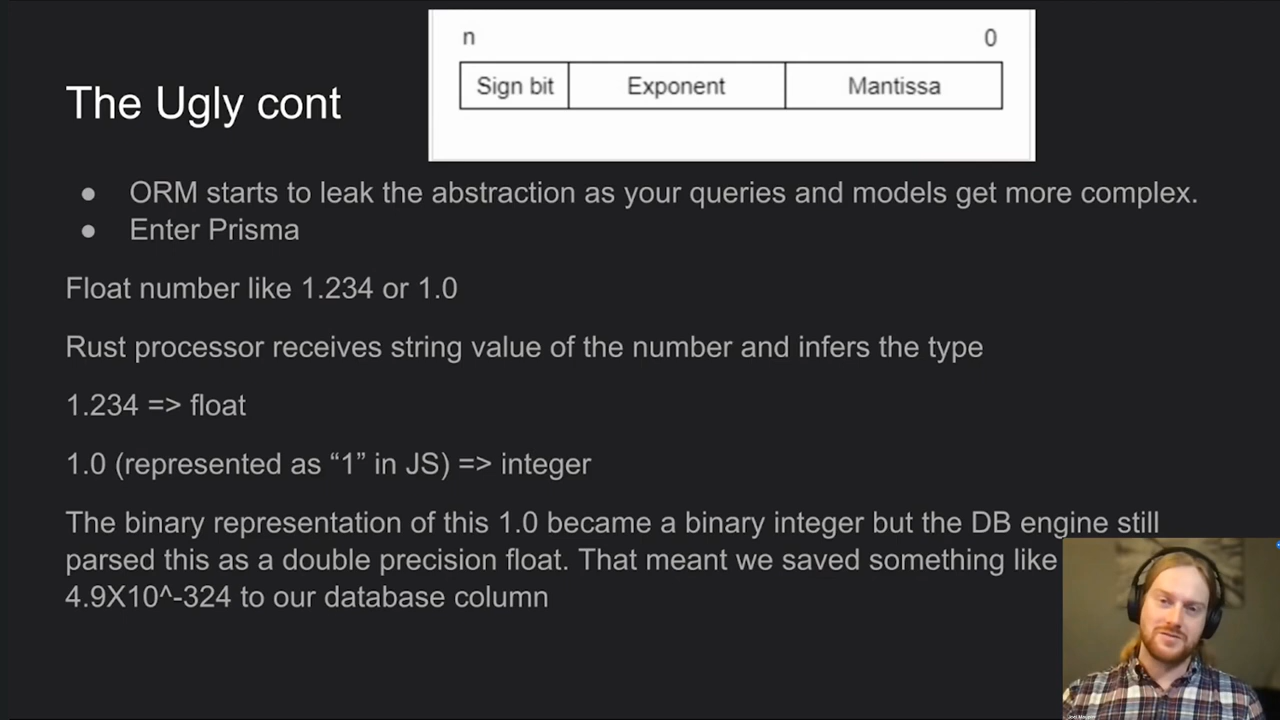 n 0
Sign bit Exponent Mantissa
The Ugly cont
● ORM starts to leak the abstraction as your queries and models get more complex.
● Enter Prisma
Float number like 1.234 or 1.0
Rust processor receives string value of the number and infers the type
1.234 => float
1.0 (represented as “1” in JS) => integer
The binary representation of this 1.0 became a binary integer but the DB engine still
parsed this as a double precision float. That meant we saved something like
4.9X10^-324 to our database column